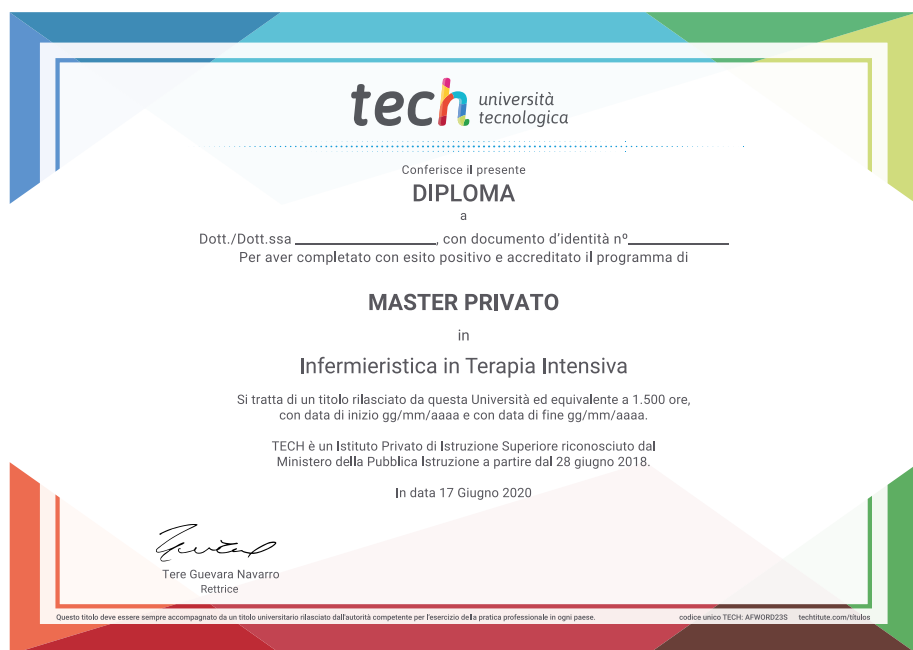 tech università
tecnologica
Conferisce il presente
DIPLOMA
a
Dott./Dott.ssa ________________, con documento d'identità nº____________
Per aver completato con esito positivo e accreditato il programma di
MASTER PRIVATO
in
Infermieristica in Terapia Intensiva
Si tratta di un titolo rilasciato da questa Università ed equivalente a 1.500 ore,
con data di inizio gg/mm/aaaa e con data di fine gg/mm/aaaa.
TECH è un Istituto Privato di Istruzione Superiore riconosciuto dal
Ministero della Pubblica Istruzione a partire dal 28 giugno 2018.
In data 17 Giugno 2020
Tere Guevara Navarro
Rettrice
Questo titolo deve essere sempre accompagnato da un titolo universitario rilasciato dall'autorità competente per l'esercizio della pratica professionale in ogni paese. codice unico TECH: AFWORD23S techtitute.com/titulos